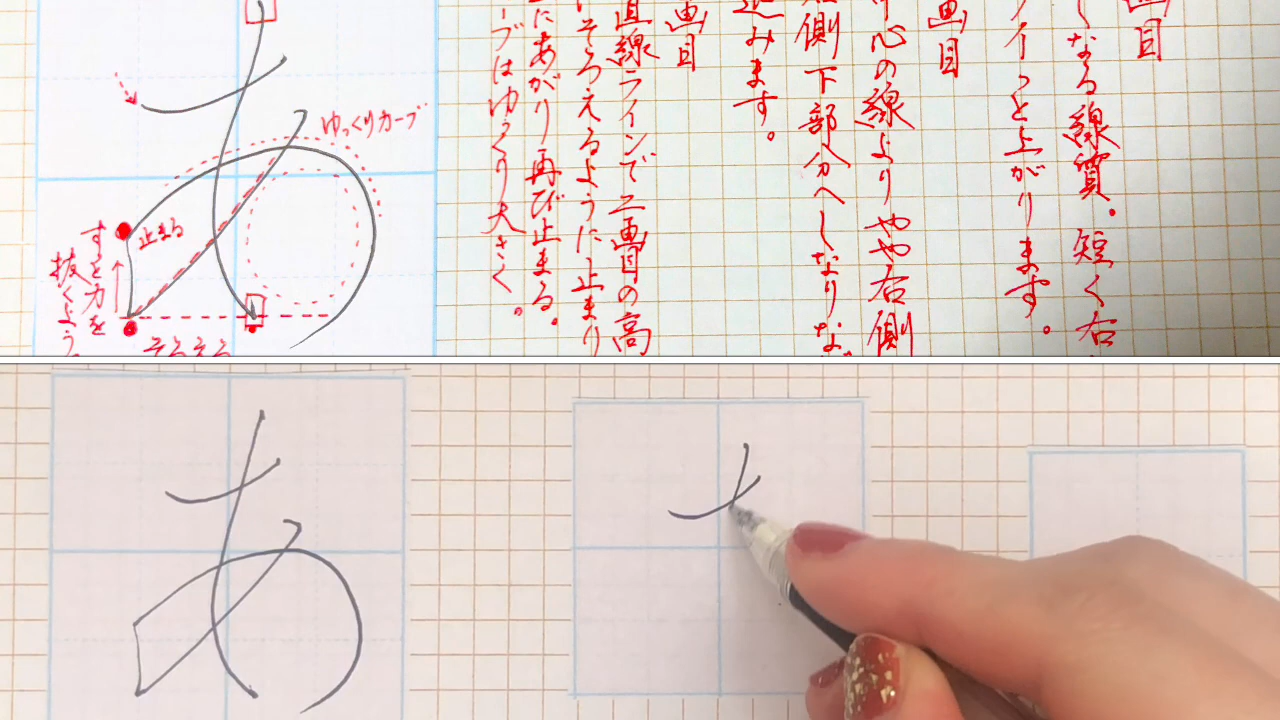 画目
しなる線質。短く右
イっと上がります。
画目
心の線よりやや右側
側下部分へしなりな
込みます。
画目
直線ラインで二画目の高
そろえるように止まり
にあがり再び止まる。
ブはゆっくり大きく。
あ
ゆっくりカーブ
止まる
すっと力を
抜くよう
そろえる
あ